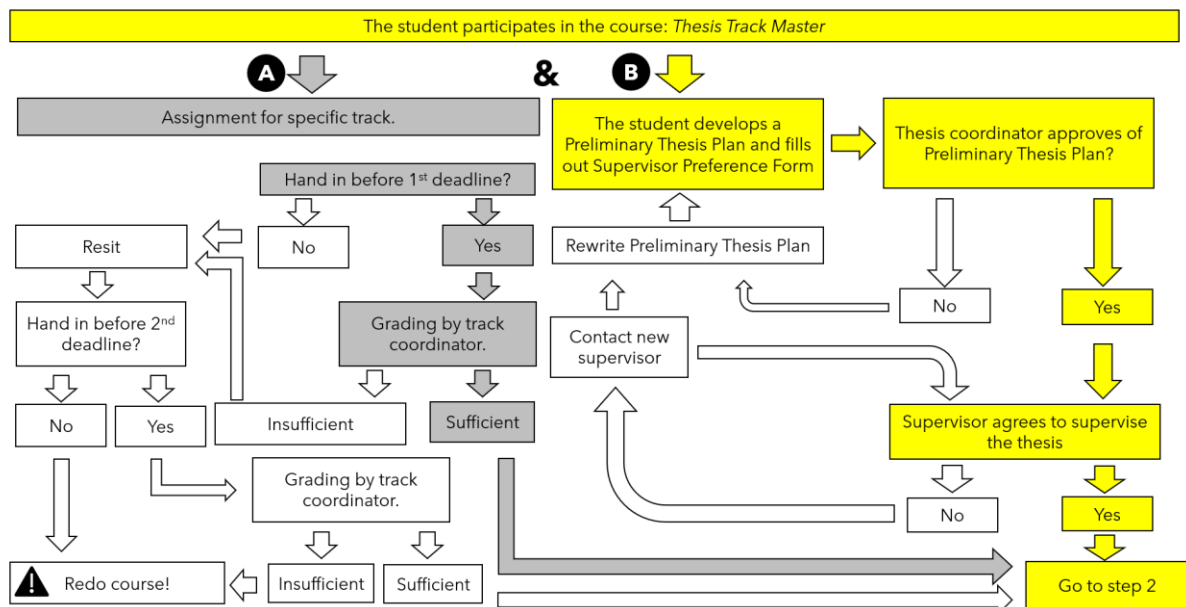 The student participates in the course: Thesis Track Master
A
&
B
Assignment for specific track.
The student develops a
Preliminary Thesis Plan and fills
out Supervisor Preference Form
Thesis coordinator approves of
Preliminary Thesis Plan?
Hand in before 1st deadline?
Resit
No
Yes
Rewrite Preliminary Thesis Plan
No
Yes
Hand in before 2nd
deadline?
Grading by track
coordinator.
Contact new
supervisor
No
Yes
Insufficient
Sufficient
Supervisor agrees to supervise
the thesis
Grading by track
coordinator.
No
Yes
Redo course!
Insufficient
Sufficient
Go to step 2